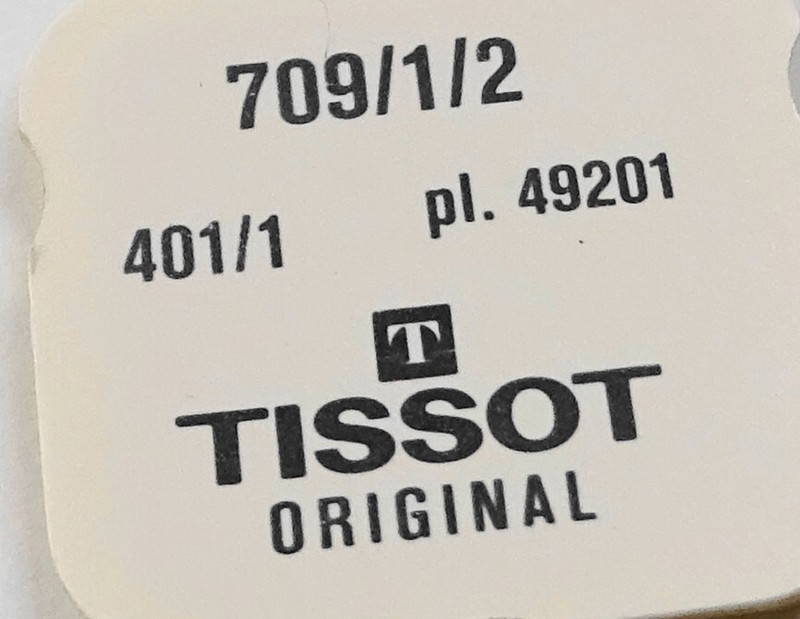 709/1/2
401/1 pl. 49201
T
TISSOT
ORIGINAL